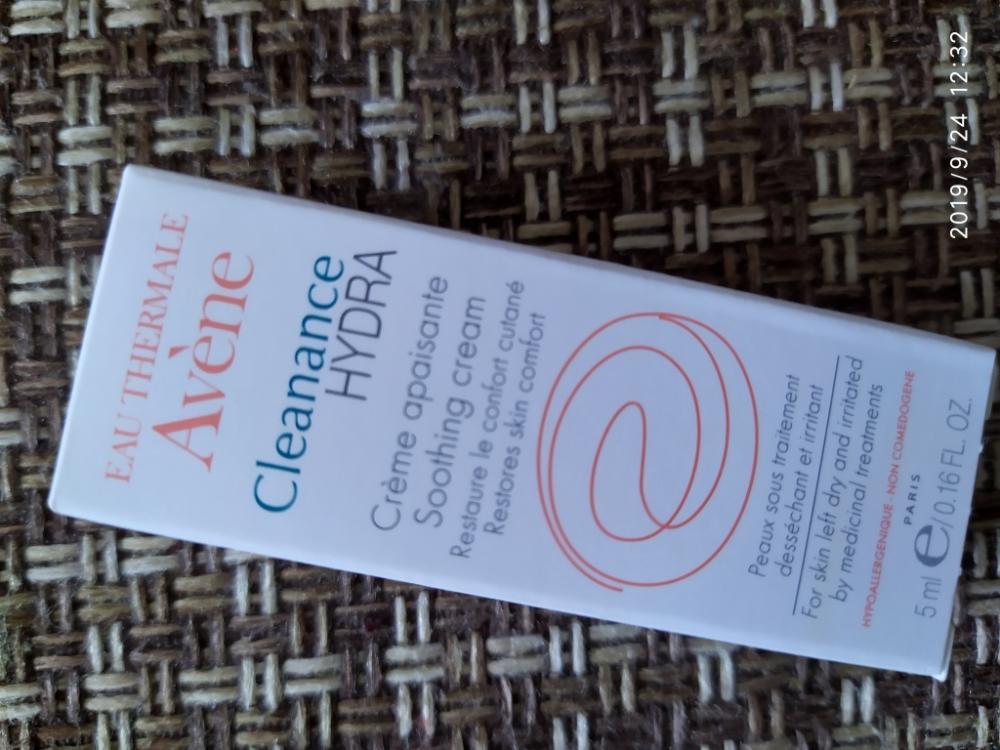 EAU THERMALE
Avène
Cleanance
HYDRA
Crème apaisante
Soothing cream
Restaure le confort cutané
Restores skin comfort
Peaux sous traitement
desséchant et irritant
For skin left dry and irritated
by medicinal treatments
HYPOALLERGENIQUE - NON COMEDOGENE
PARIS
5 ml e/0.16 FL. OZ.
2019/9/24 12:32